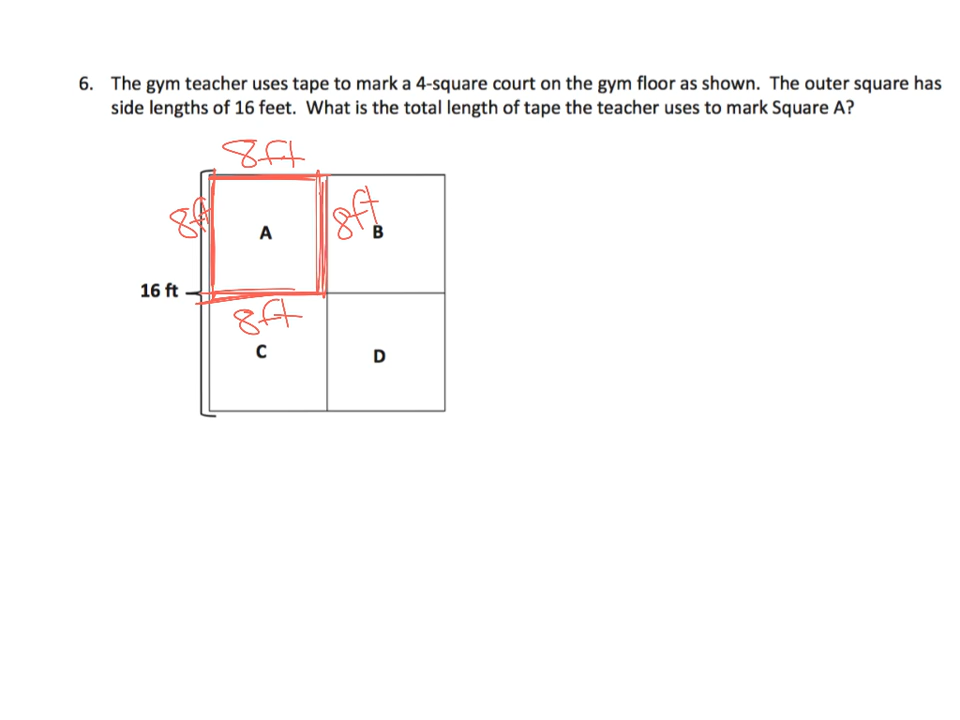 6. The gym teacher uses tape to mark a 4-square court on the gym floor as shown. The outer square has
side lengths of 16 feet. What is the total length of tape the teacher uses to mark Square A?
8ft
8ft
8ft
A
B
16 ft
8ft
C
D